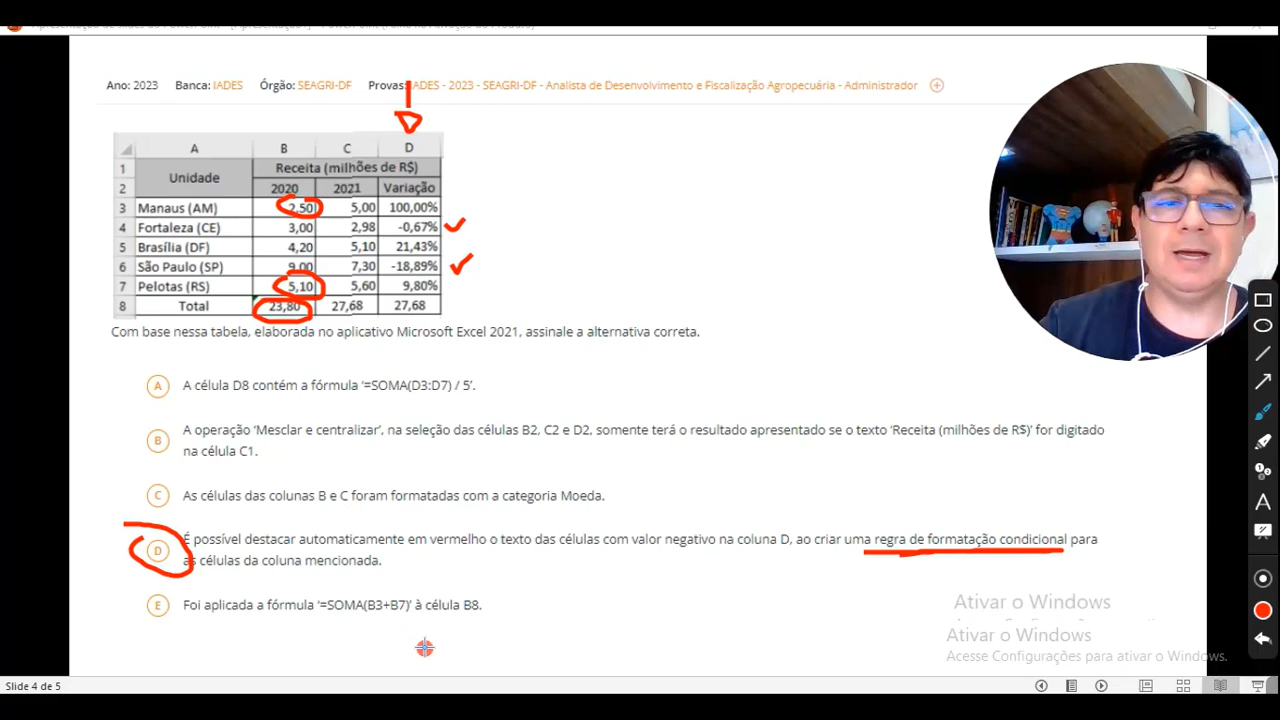 Ano: 2023 Banca: IADES Órgão: SEAGRI-DF Provas: IADES - 2023 - SEAGRI-DF - Analista de Desenvolvimento e Fiscalização Agropecuária - Administrador
A B C D
1 Unidade Receita (milhões de R$)
2 2020 2021 Variação
3 Manaus (AM) 2,50 5,00 100,00%
4 Fortaleza (CE) 3,00 2,98 -0,67%
5 Brasília (DF) 4,20 5,10 21,43%
6 São Paulo (SP) 9,00 7,30 -18,89%
7 Pelotas (RS) 5,10 5,60 9,80%
8 Total 23,80 27,68 27,68
Com base nessa tabela, elaborada no aplicativo Microsoft Excel 2021, assinale a alternativa correta.
A A célula D8 contém a fórmula ‘=SOMA(D3:D7) / 5’.
B A operação ‘Mesclar e centralizar’, na seleção das células B2, C2 e D2, somente terá o resultado apresentado se o texto ‘Receita (milhões de R$)’ for digitado
na célula C1.
C As células das colunas B e C foram formatadas com a categoria Moeda.
D É possível destacar automaticamente em vermelho o texto das células com valor negativo na coluna D, ao criar uma regra de formatação condicional para
as células da coluna mencionada.
E Foi aplicada a fórmula ‘=SOMA(B3+B7)’ à célula B8.
Ativar o Windows
Ativar o Windows
Acesse Configurações para ativar o Windows.
Slide 4 de 5